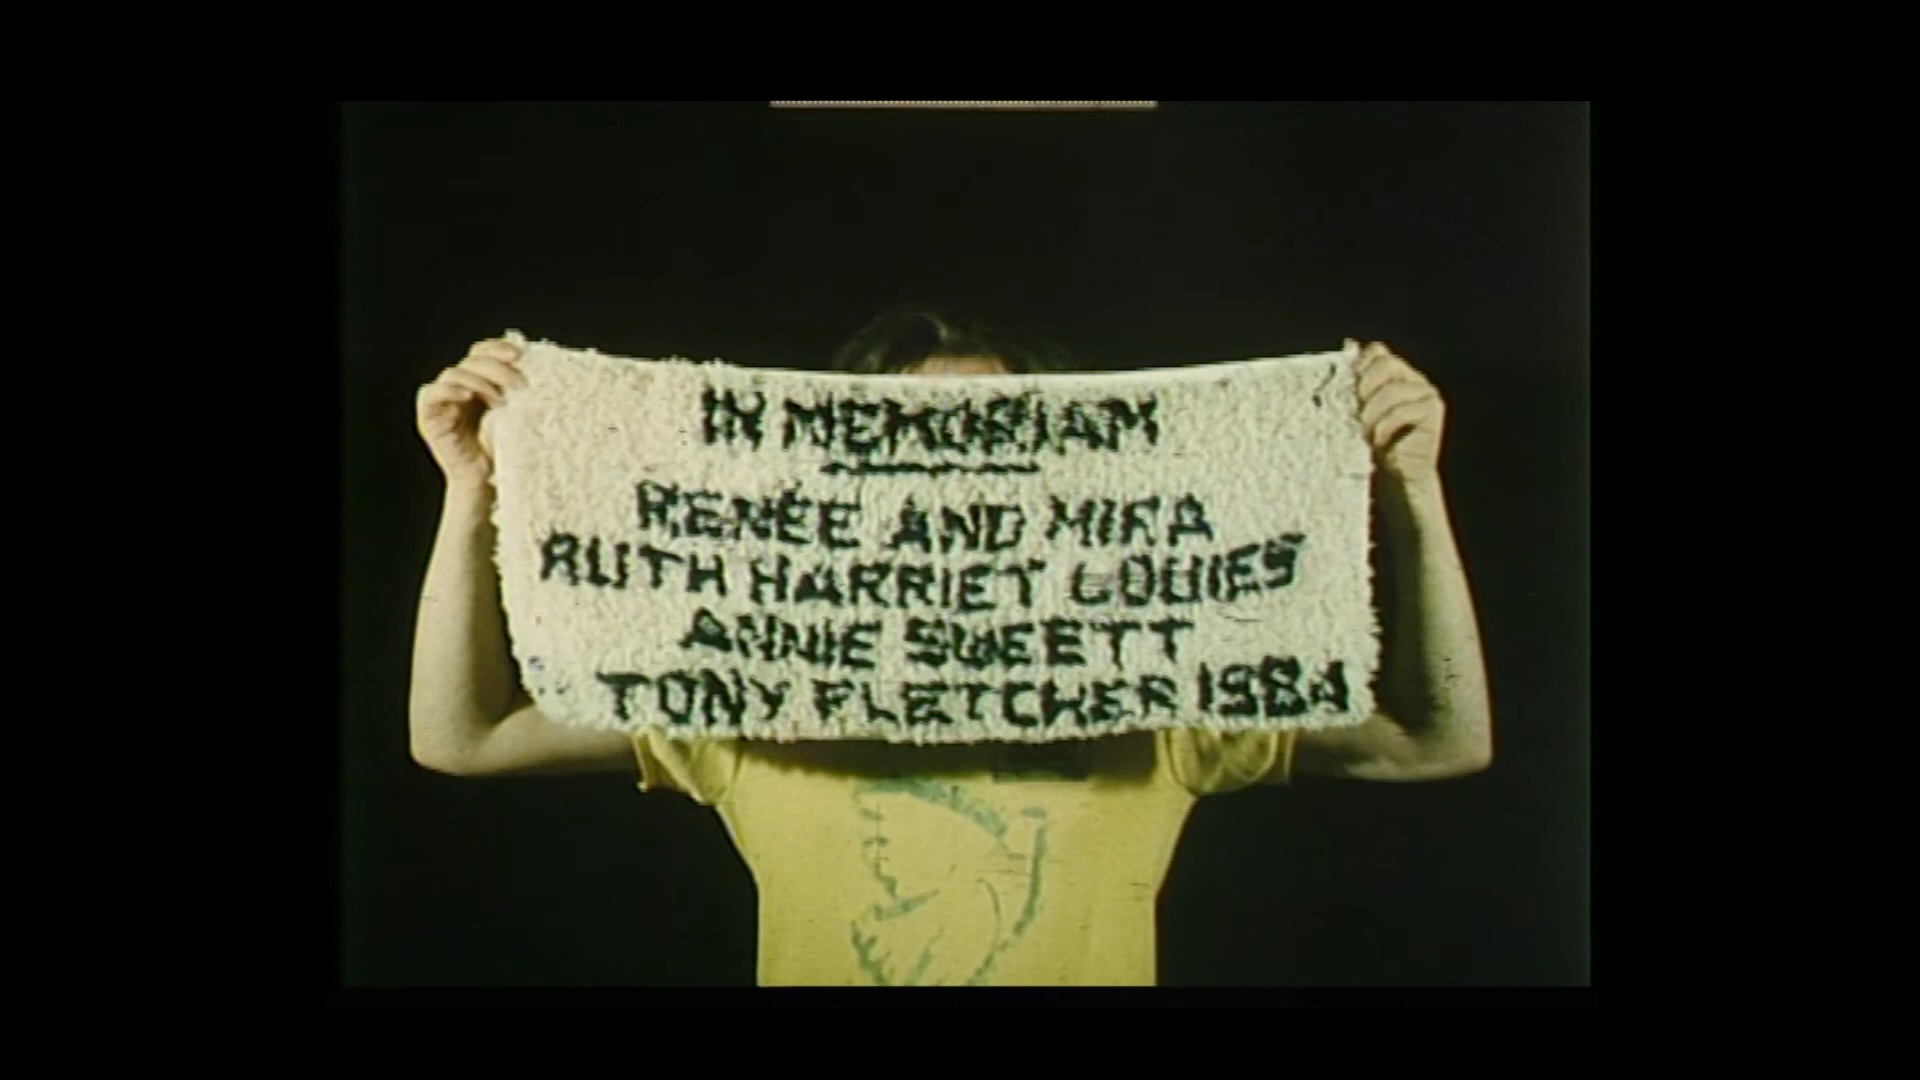 IN MEMORIAM
RENÉE AND MIRA
RUTH HARRIET LOUIES
ANNIE SWEETT
TONY FLETCHER 1984